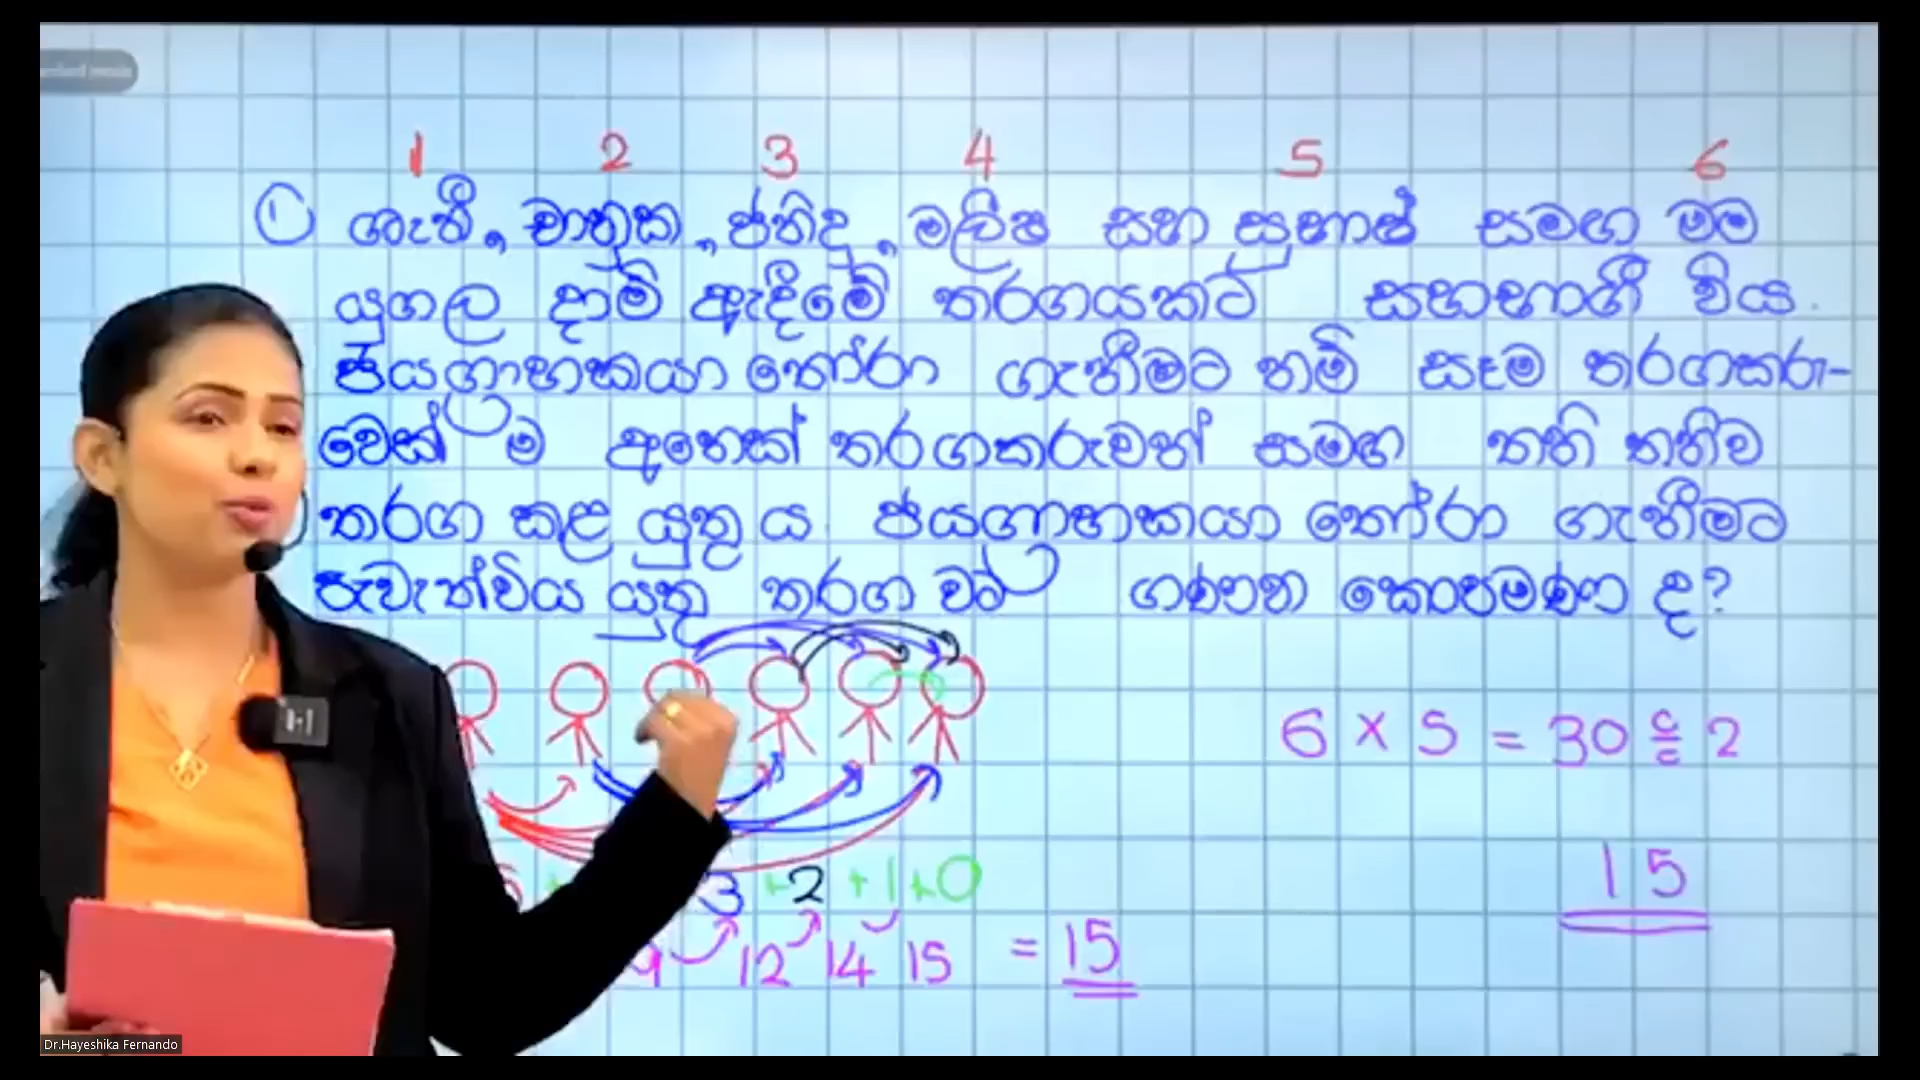 1 2 3 4 5 6
① ශැනී, චානුක, ජනිදු, මලීෂ සහ සුභාෂ් සමඟ මම
යුගල දාම් ඇදීමේ තරගයකට සහභාගී විය.
ජයග්‍රාහකයා තෝරා ගැනීමට නම් සෑම තරගකරු-
වෙක් ම අනෙක් තරගකරුවන් සමඟ තනි තනිව
තරග කළ යුතු ය. ජයග්‍රාහකයා තෝරා ගැනීමට
පැවැත්විය යුතු තරග වට ගණන කොපමණ ද?
6 × 5 = 30 ÷ 2
15
3 +2 +1+0
9 12 14 15 = 15
Dr.Hayeshika Fernando